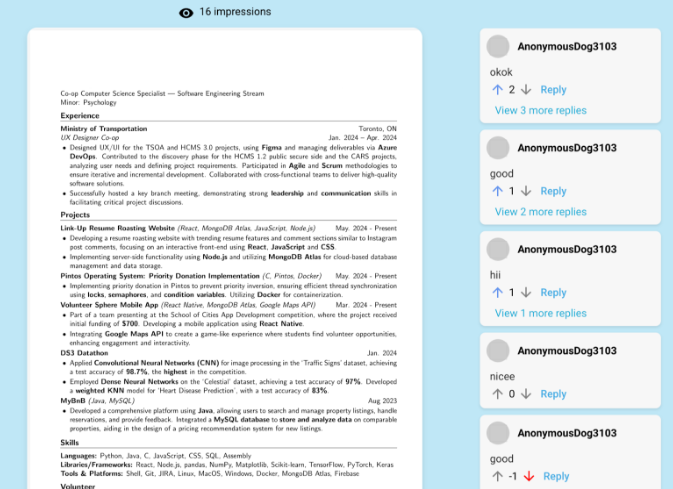 16 impressions
Co-op Computer Science Specialist — Software Engineering Stream
Minor: Psychology
Experience
Ministry of Transportation Toronto, ON
UX Designer Co-op Jan. 2024 – Apr. 2024
• Designed UX/UI for the TSOA and HCMS 3.0 projects, using Figma and managing deliverables via Azure
DevOps. Contributed to the discovery phase for the HCMS 1.2 public secure side and the CARS projects,
analyzing user needs and defining project requirements. Participated in Agile and Scrum methodologies to
ensure iterative and incremental development. Collaborated with cross-functional teams to deliver high-quality
software solutions.
• Successfully hosted a key branch meeting, demonstrating strong leadership and communication skills in
facilitating critical project discussions.
Projects
Link-Up Resume Roasting Website (React, MongoDB Atlas, JavaScript, Node.js) May. 2024 - Present
• Developing a resume roasting website with trending resume features and comment sections similar to Instagram
post comments, focusing on an interactive front-end using React, JavaScript and CSS.
• Implementing server-side functionality using Node.js and utilizing MongoDB Atlas for cloud-based database
management and data storage.
Pintos Operating System: Priority Donation Implementation (C, Pintos, Docker) May. 2024 - Present
• Implementing priority donation in Pintos to prevent priority inversion, ensuring efficient thread synchronization
using locks, semaphores, and condition variables. Utilizing Docker for containerization.
Volunteer Sphere Mobile App (React Native, MongoDB Atlas, Google Maps API) Mar. 2024 - Present
• Part of a team presenting at the School of Cities App Development competition, where the project received
initial funding of $700. Developing a mobile application using React Native.
• Integrating Google Maps API to create a game-like experience where students find volunteer opportunities,
enhancing engagement and interactivity.
DS3 Datathon Jan. 2024
• Applied Convolutional Neural Networks (CNN) for image processing in the 'Traffic Signs' dataset, achieving
a test accuracy of 98.7%, the highest in the competition.
• Employed Dense Neural Networks on the 'Celestial' dataset, achieving a test accuracy of 97%. Developed
a weighted KNN model for 'Heart Disease Prediction', with a test accuracy of 83%.
MyBnB (Java, MySQL) Aug 2023
• Developed a comprehensive platform using Java, allowing users to search and manage property listings, handle
reservations, and provide feedback. Integrated a MySQL database to store and analyze data on comparable
properties, aiding in the design of a pricing recommendation system for new listings.
Skills
Languages: Python, Java, C, JavaScript, CSS, SQL, Assembly
Libraries/Frameworks: React, Node.js, pandas, NumPy, Matplotlib, Scikit-learn, TensorFlow, PyTorch, Keras
Tools & Platforms: Shell, Git, JIRA, Linux, MacOS, Windows, Docker, MongoDB Atlas, Firebase
Volunteer
AnonymousDog3103
okok
2 Reply
View 3 more replies
AnonymousDog3103
good
1 Reply
View 2 more replies
AnonymousDog3103
hii
1 Reply
View 1 more replies
AnonymousDog3103
nicee
0 Reply
AnonymousDog3103
good
-1 Reply